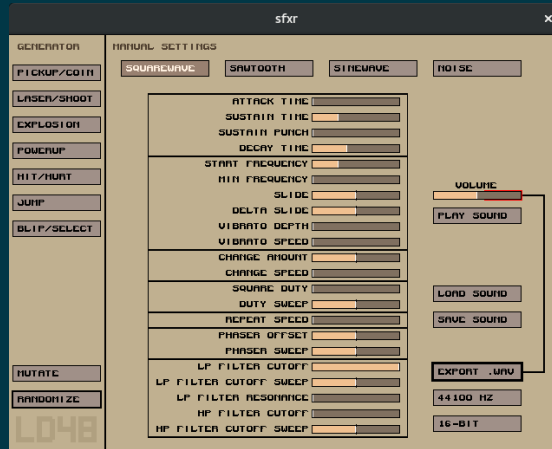 sfxr
×
GENERATOR
PICKUP/COIN
LASER/SHOOT
EXPLOSION
POWERUP
HIT/HURT
JUMP
BLIP/SELECT
MUTATE
RANDOMIZE
LD48
MANUAL SETTINGS
SQUAREWAVE
SAWTOOTH
SINEWAVE
NOISE
ATTACK TIME
SUSTAIN TIME
SUSTAIN PUNCH
DECAY TIME
START FREQUENCY
MIN FREQUENCY
SLIDE
DELTA SLIDE
VIBRATO DEPTH
VIBRATO SPEED
CHANGE AMOUNT
CHANGE SPEED
SQUARE DUTY
DUTY SWEEP
REPEAT SPEED
PHASER OFFSET
PHASER SWEEP
LP FILTER CUTOFF
LP FILTER CUTOFF SWEEP
LP FILTER RESONANCE
HP FILTER CUTOFF
HP FILTER CUTOFF SWEEP
VOLUME
PLAY SOUND
LOAD SOUND
SAVE SOUND
EXPORT .WAV
44100 HZ
16-BIT